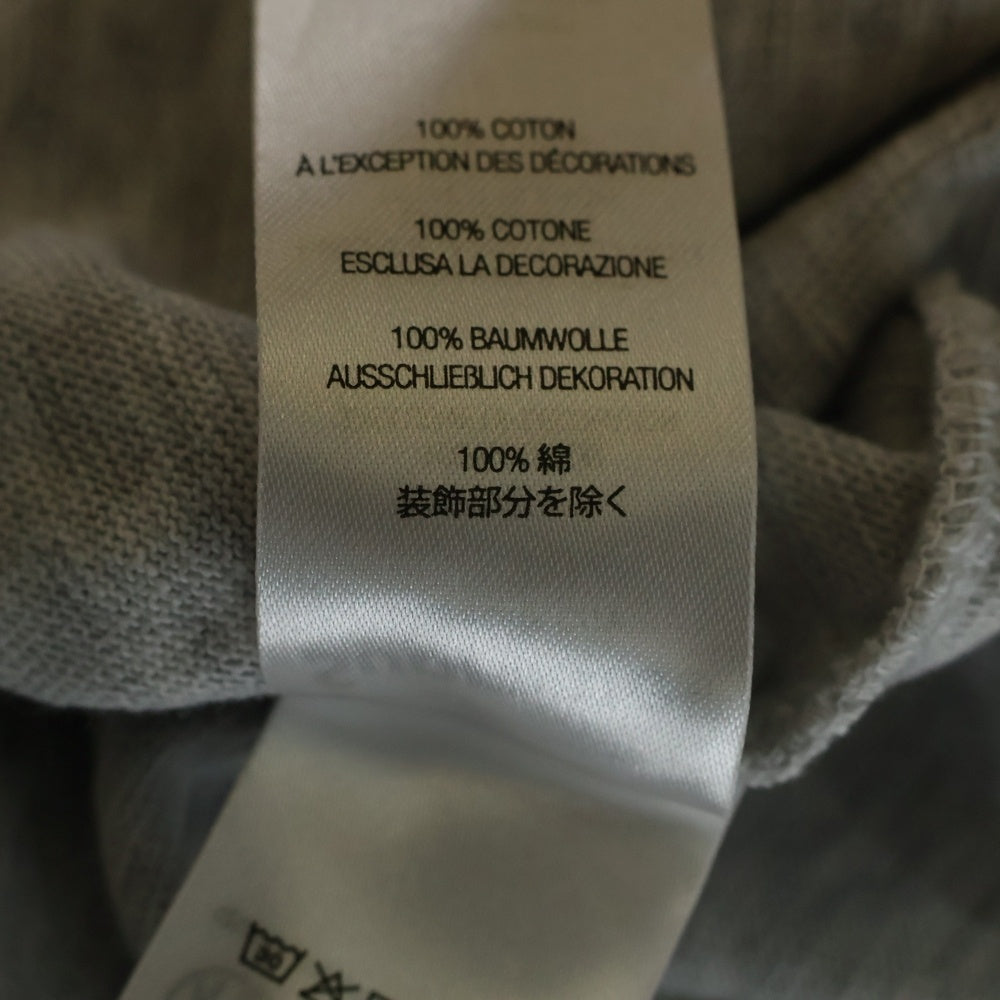 100% COTON
À L'EXCEPTION DES DÉCORATIONS
100% COTONE
ESCLUSA LA DECORAZIONE
100% BAUMWOLLE
AUSSCHLIEßLICH DEKORATION
100% 綿
装飾部分を除く